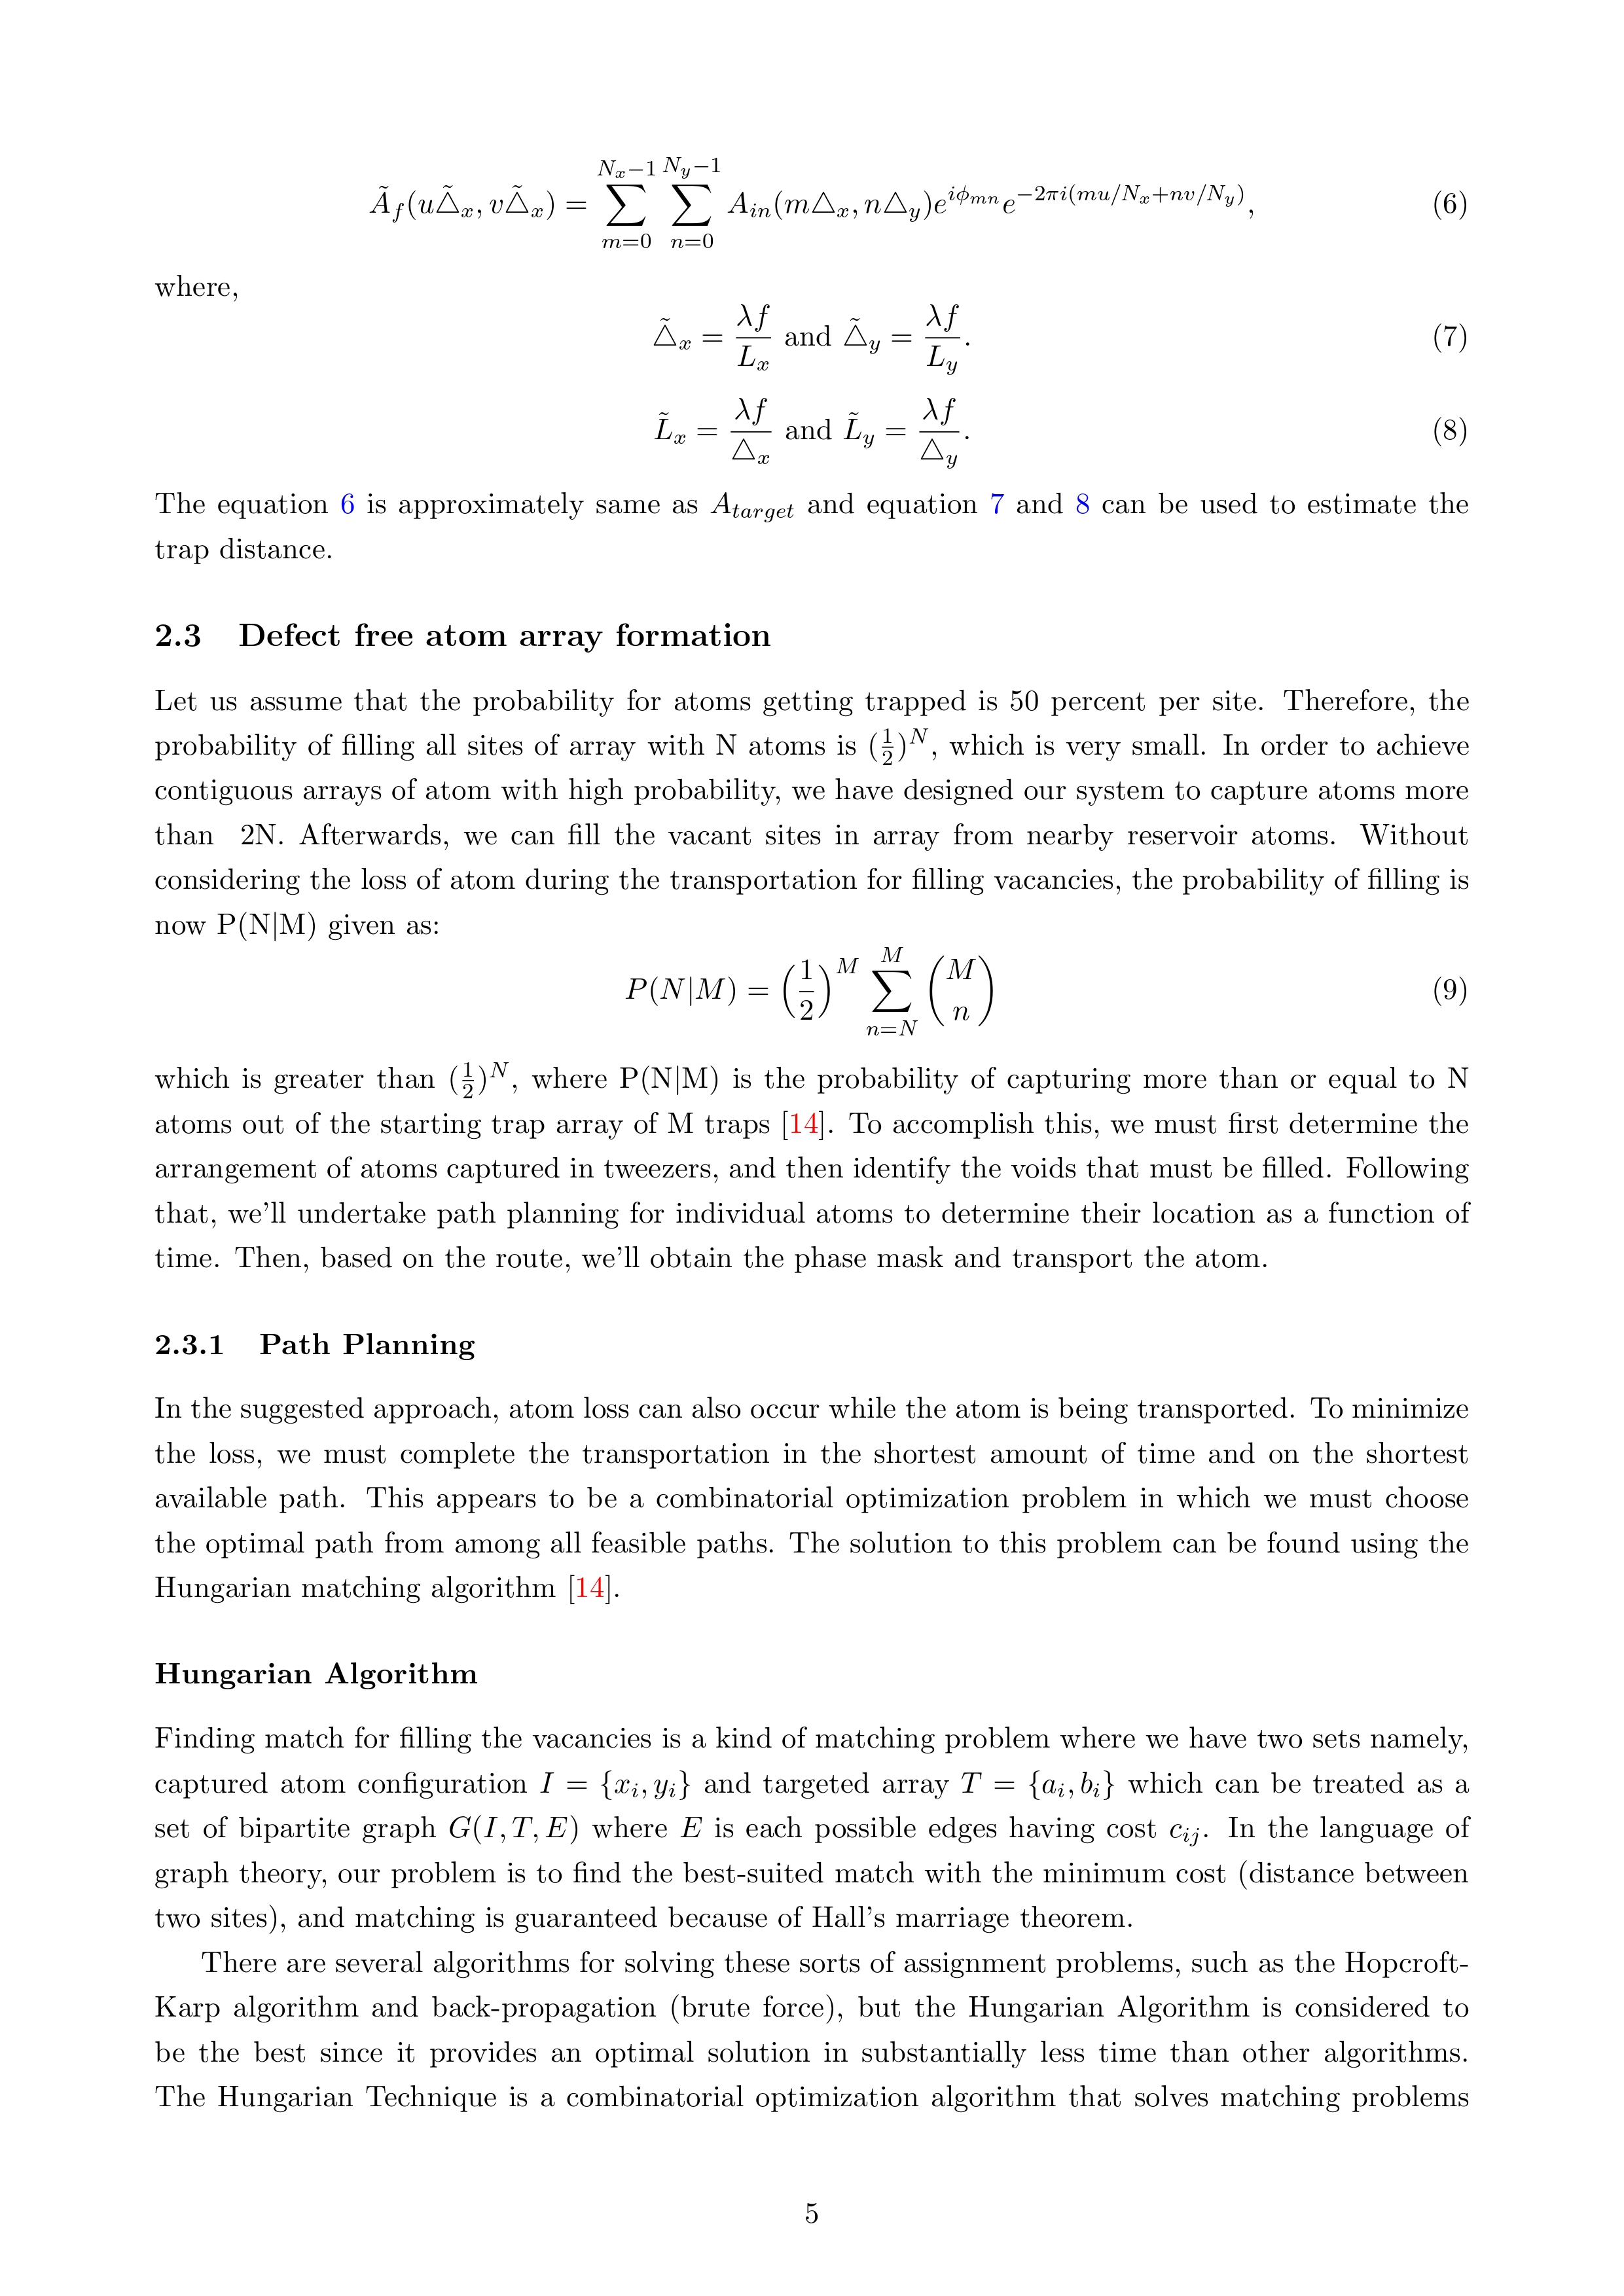 $$\tilde{A}_f(u\tilde{\triangle}_x, v\tilde{\triangle}_x) = \sum_{m=0}^{N_x-1} \sum_{n=0}^{N_y-1} A_{in}(m\triangle_x, n\triangle_y)e^{i\phi_{mn}}e^{-2\pi i(mu/N_x+nv/N_y)}, \quad (6)$$
where,
$$\tilde{\triangle}_x = \frac{\lambda f}{L_x} \text{ and } \tilde{\triangle}_y = \frac{\lambda f}{L_y}. \quad (7)$$
$$\tilde{L}_x = \frac{\lambda f}{\triangle_x} \text{ and } \tilde{L}_y = \frac{\lambda f}{\triangle_y}. \quad (8)$$
The equation 6 is approximately same as $A_{target}$ and equation 7 and 8 can be used to estimate the
trap distance.
2.3 Defect free atom array formation
Let us assume that the probability for atoms getting trapped is 50 percent per site. Therefore, the
probability of filling all sites of array with N atoms is $(\frac{1}{2})^N$, which is very small. In order to achieve
contiguous arrays of atom with high probability, we have designed our system to capture atoms more
than 2N. Afterwards, we can fill the vacant sites in array from nearby reservoir atoms. Without
considering the loss of atom during the transportation for filling vacancies, the probability of filling is
now P(N|M) given as:
$$P(N|M) = \left(\frac{1}{2}\right)^M \sum_{n=N}^{M} \binom{M}{n} \quad (9)$$
which is greater than $(\frac{1}{2})^N$, where P(N|M) is the probability of capturing more than or equal to N
atoms out of the starting trap array of M traps [14]. To accomplish this, we must first determine the
arrangement of atoms captured in tweezers, and then identify the voids that must be filled. Following
that, we'll undertake path planning for individual atoms to determine their location as a function of
time. Then, based on the route, we'll obtain the phase mask and transport the atom.
2.3.1 Path Planning
In the suggested approach, atom loss can also occur while the atom is being transported. To minimize
the loss, we must complete the transportation in the shortest amount of time and on the shortest
available path. This appears to be a combinatorial optimization problem in which we must choose
the optimal path from among all feasible paths. The solution to this problem can be found using the
Hungarian matching algorithm [14].
Hungarian Algorithm
Finding match for filling the vacancies is a kind of matching problem where we have two sets namely,
captured atom configuration $I = \{x_i, y_i\}$ and targeted array $T = \{a_i, b_i\}$ which can be treated as a
set of bipartite graph $G(I, T, E)$ where $E$ is each possible edges having cost $c_{ij}$. In the language of
graph theory, our problem is to find the best-suited match with the minimum cost (distance between
two sites), and matching is guaranteed because of Hall's marriage theorem.
There are several algorithms for solving these sorts of assignment problems, such as the Hopcroft-
Karp algorithm and back-propagation (brute force), but the Hungarian Algorithm is considered to
be the best since it provides an optimal solution in substantially less time than other algorithms.
The Hungarian Technique is a combinatorial optimization algorithm that solves matching problems
5